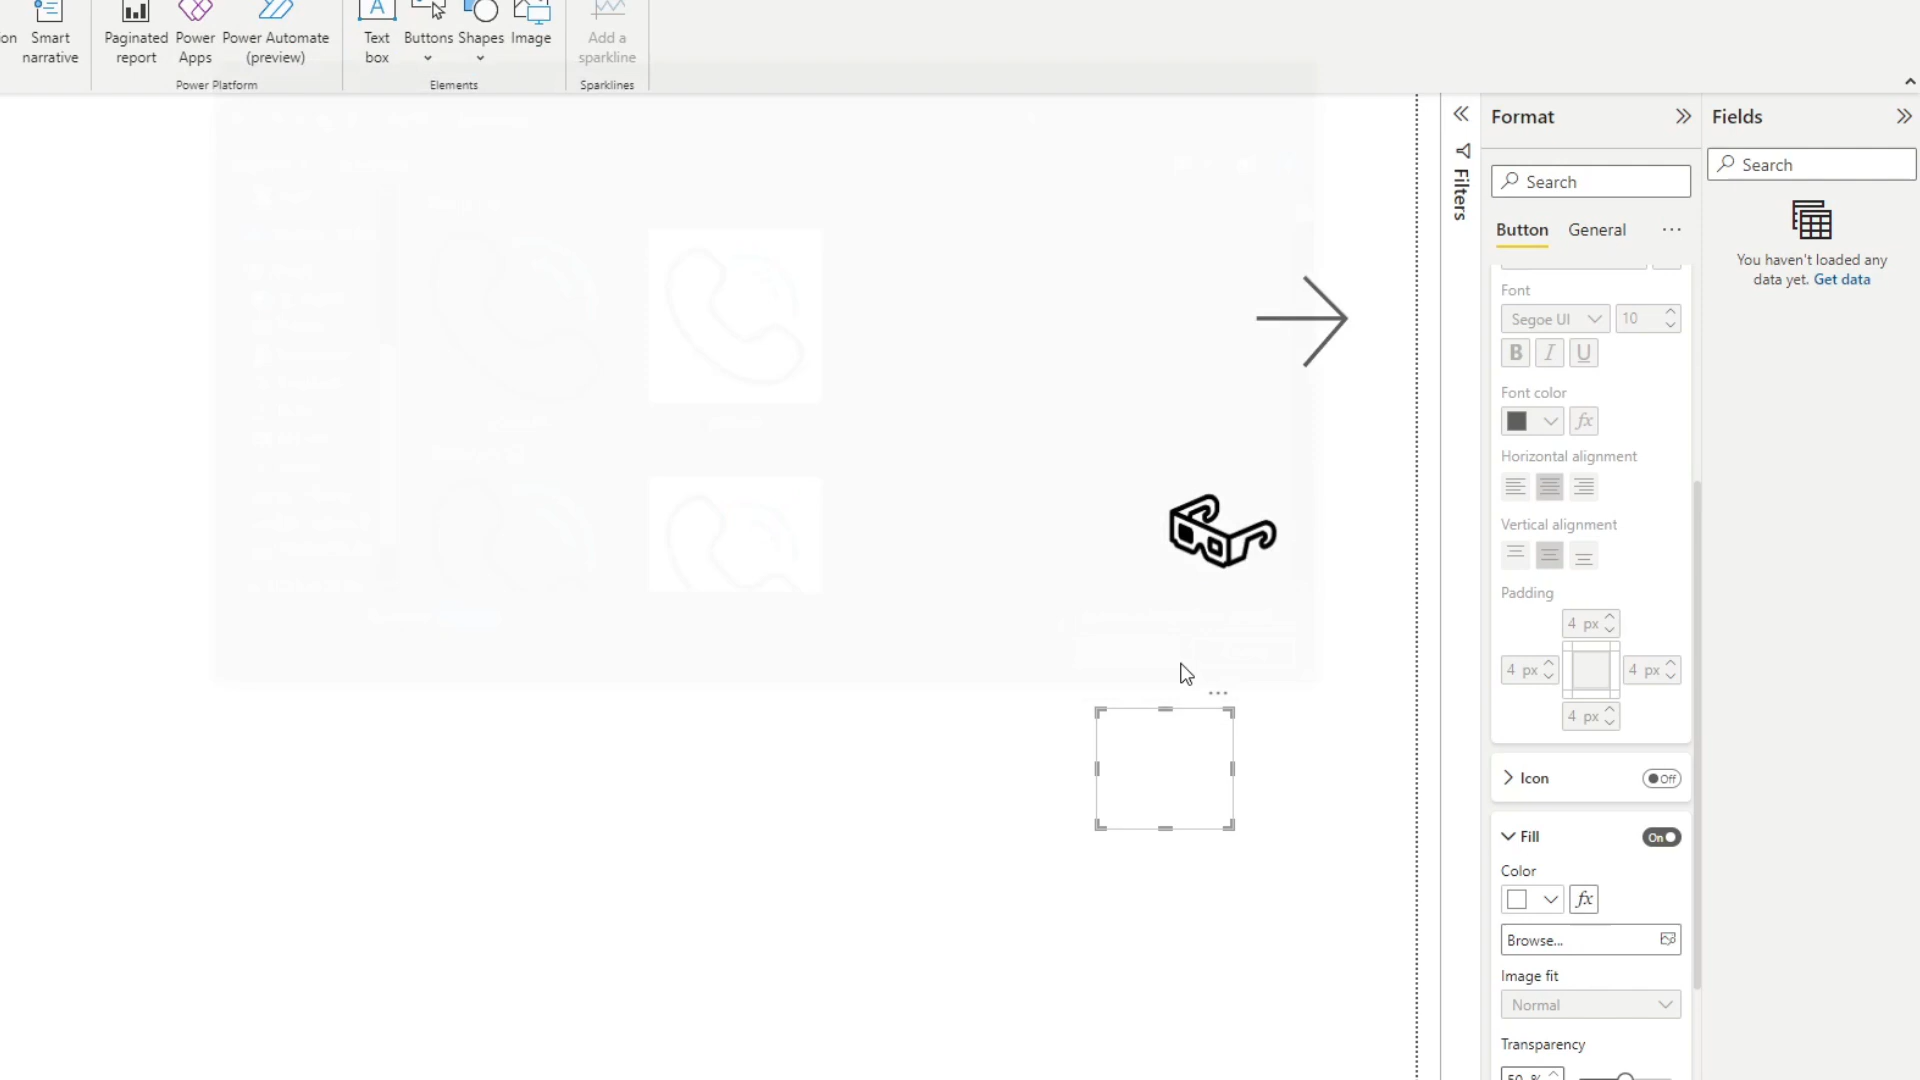 on
Smart
narrative
Paginated
report
Power
Apps
Power Automate
(preview)
Power Platform
Text
box
Buttons
Shapes
Image
Elements
Add a
sparkline
Sparklines
Filters
Format
Search
Button General
Font
Segoe UI 10
B I U
Font color
fx
Horizontal alignment
Vertical alignment
Padding
4 px
4 px 4 px
4 px
Icon Off
Fill On
Color
fx
Browse...
Image fit
Normal
Transparency
50 %
Fields
Search
You haven't loaded any
data yet. Get data